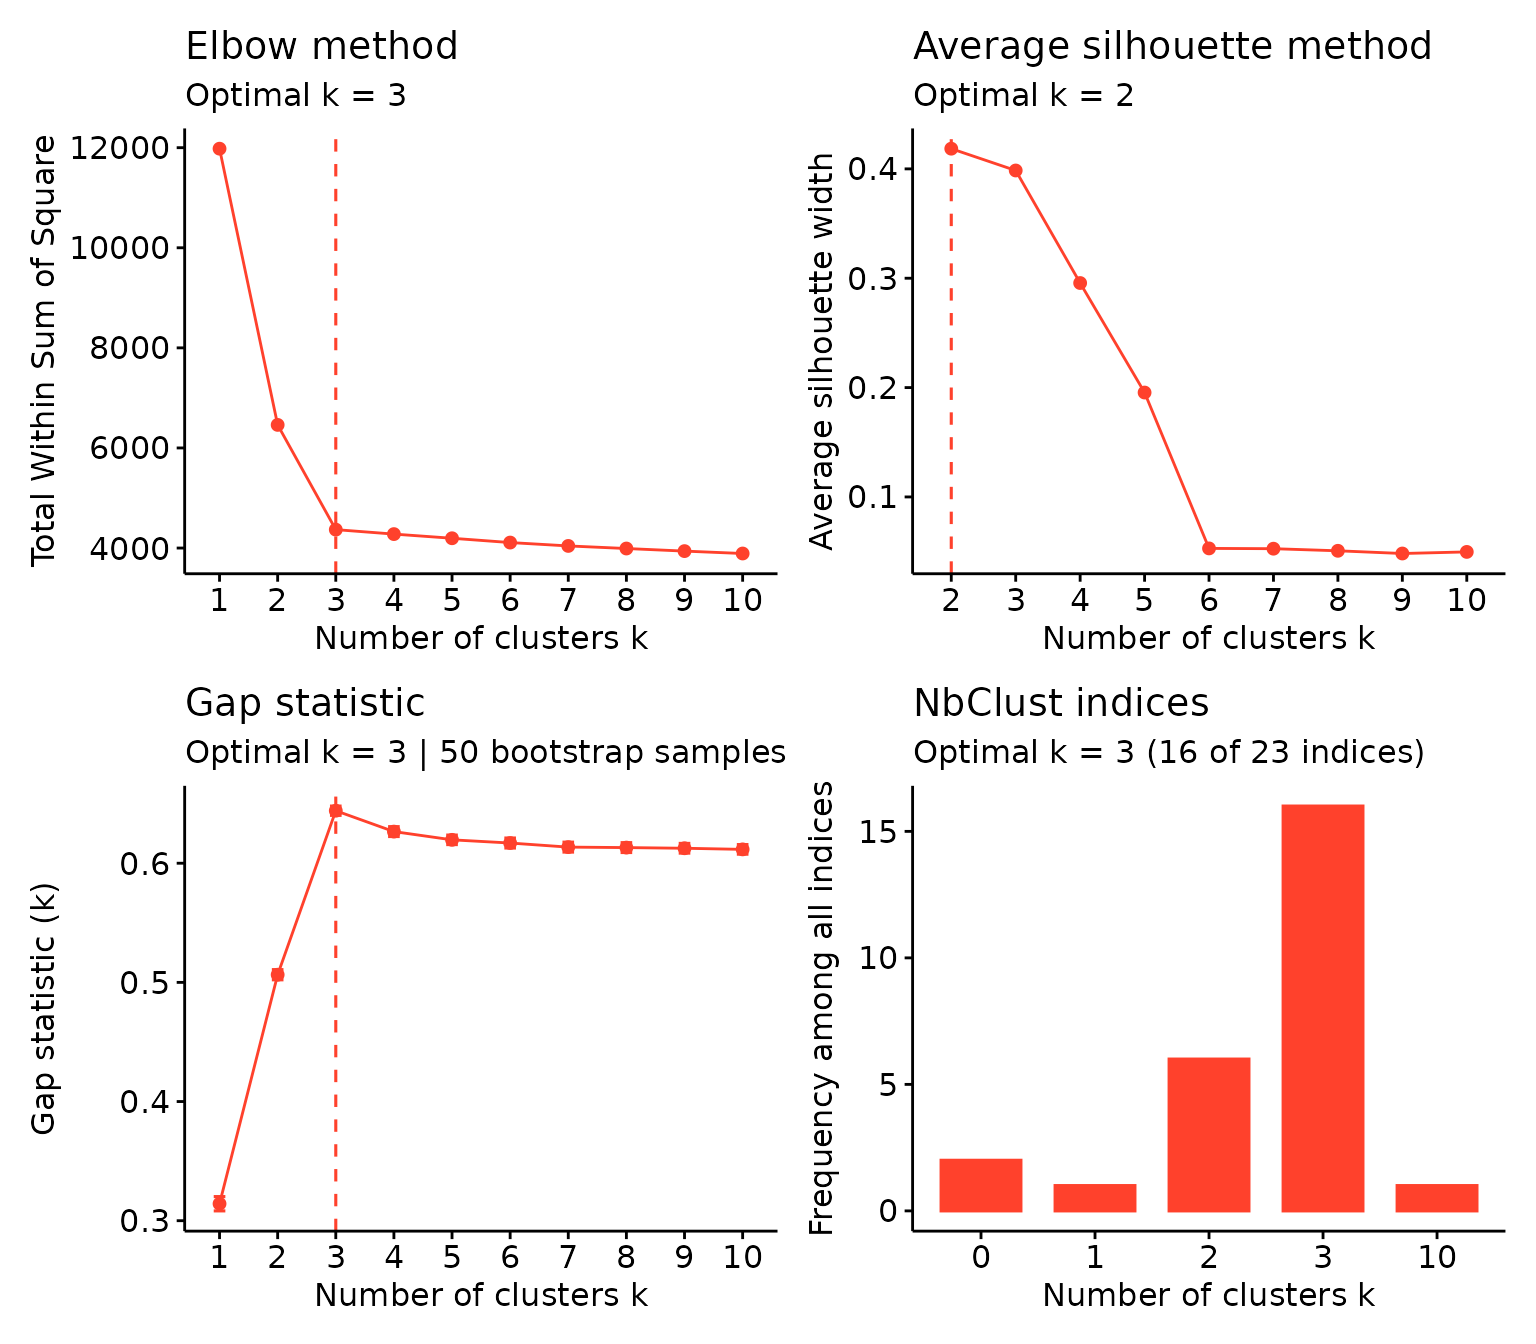 Elbow method
Optimal k = 3
Total Within Sum of Square
12000
10000
8000
6000
4000
1 2 3 4 5 6 7 8 9 10
Number of clusters k
Average silhouette method
Optimal k = 2
Average silhouette width
0.4
0.3
0.2
0.1
2 3 4 5 6 7 8 9 10
Number of clusters k
Gap statistic
Optimal k = 3 | 50 bootstrap samples
Gap statistic (k)
0.6
0.5
0.4
0.3
1 2 3 4 5 6 7 8 9 10
Number of clusters k
NbClust indices
Optimal k = 3 (16 of 23 indices)
Frequency among all indices
15
10
5
0
0 1 2 3 10
Number of clusters k